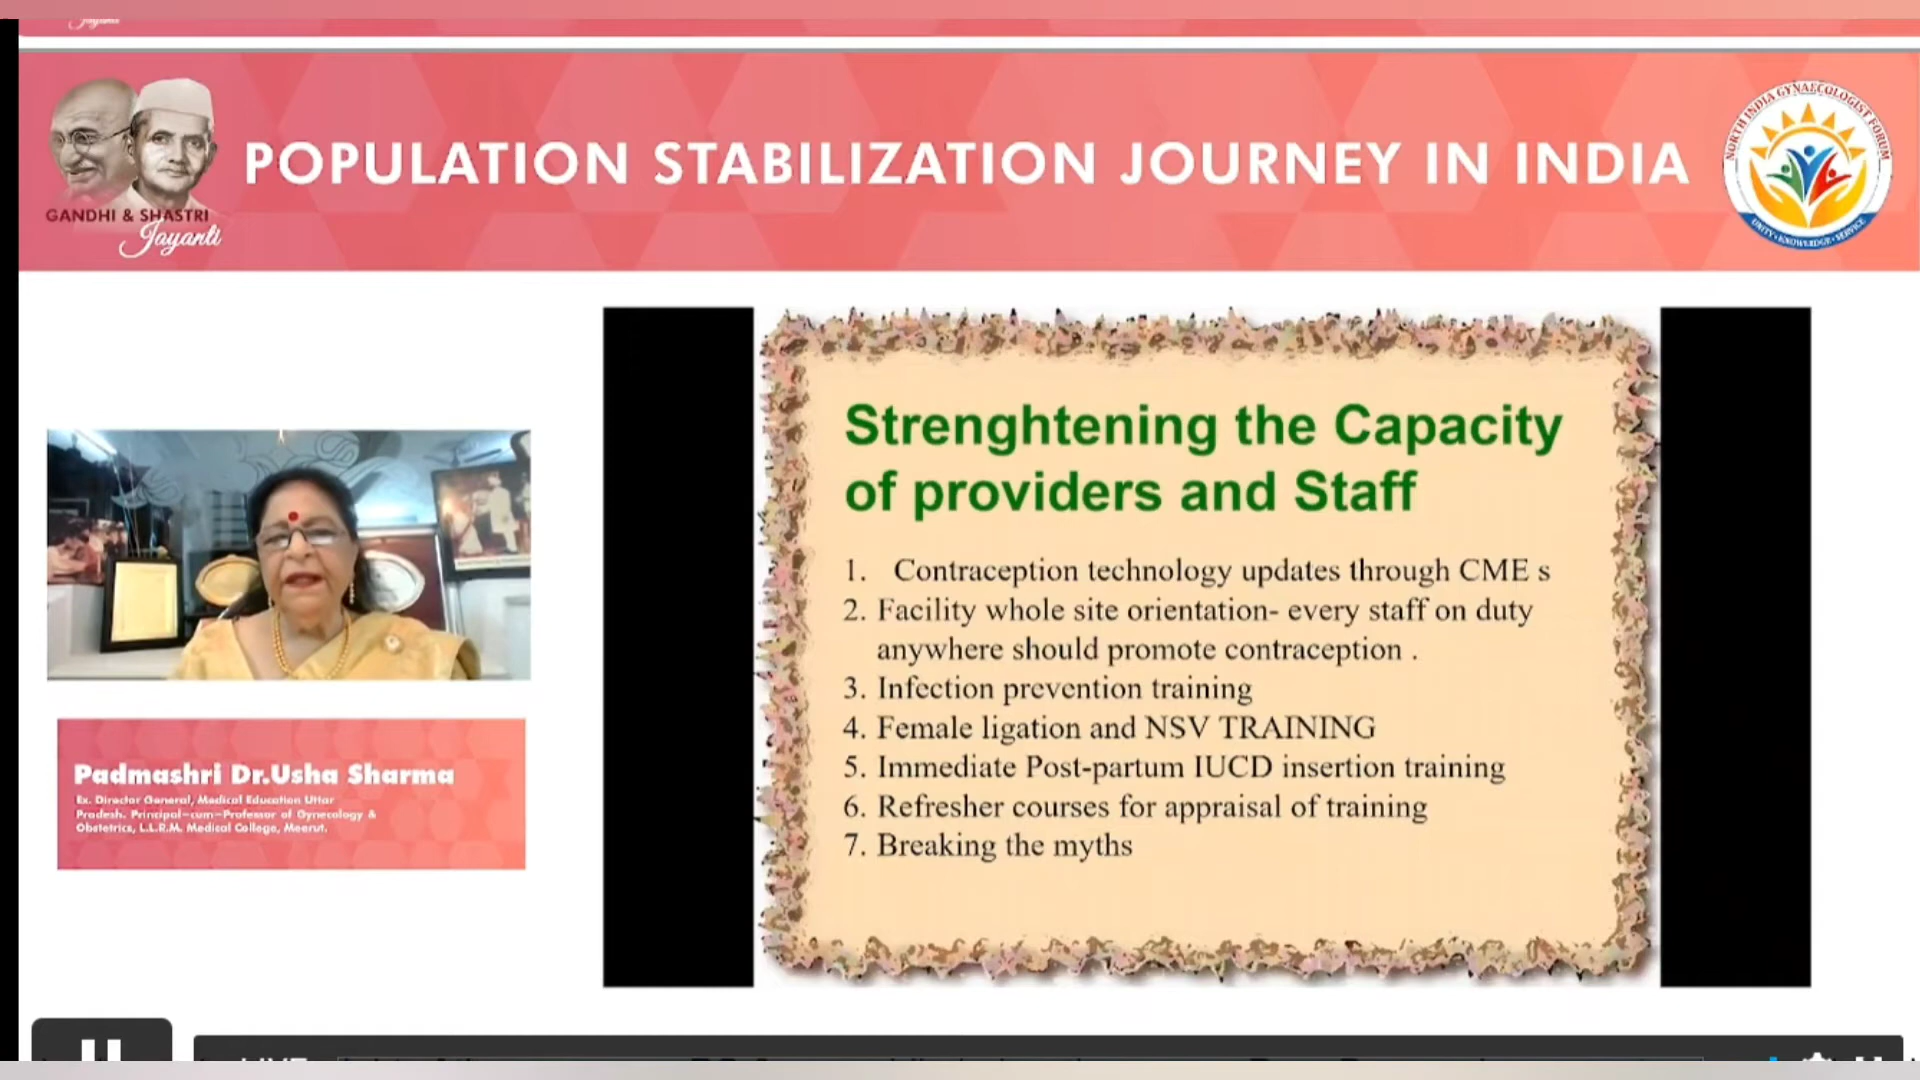 Jayanti
POPULATION STABILIZATION JOURNEY IN INDIA
GANDHI & SHASTRI
Jayanti
NORTH INDIA GYNAECOLOGIST FORUM
UNITY • KNOWLEDGE • SERVICE
Strenghtening the Capacity
of providers and Staff
1. Contraception technology updates through CME s
2. Facility whole site orientation- every staff on duty
anywhere should promote contraception .
3. Infection prevention training
4. Female ligation and NSV TRAINING
5. Immediate Post-partum IUCD insertion training
6. Refresher courses for appraisal of training
7. Breaking the myths
Padmashri Dr.Usha Sharma
Ex. Director General, Medical Education Uttar
Pradesh. Principal-cum-Professor of Gynecology &
Obstetrics, L.L.R.M. Medical College, Meerut.
LIVE